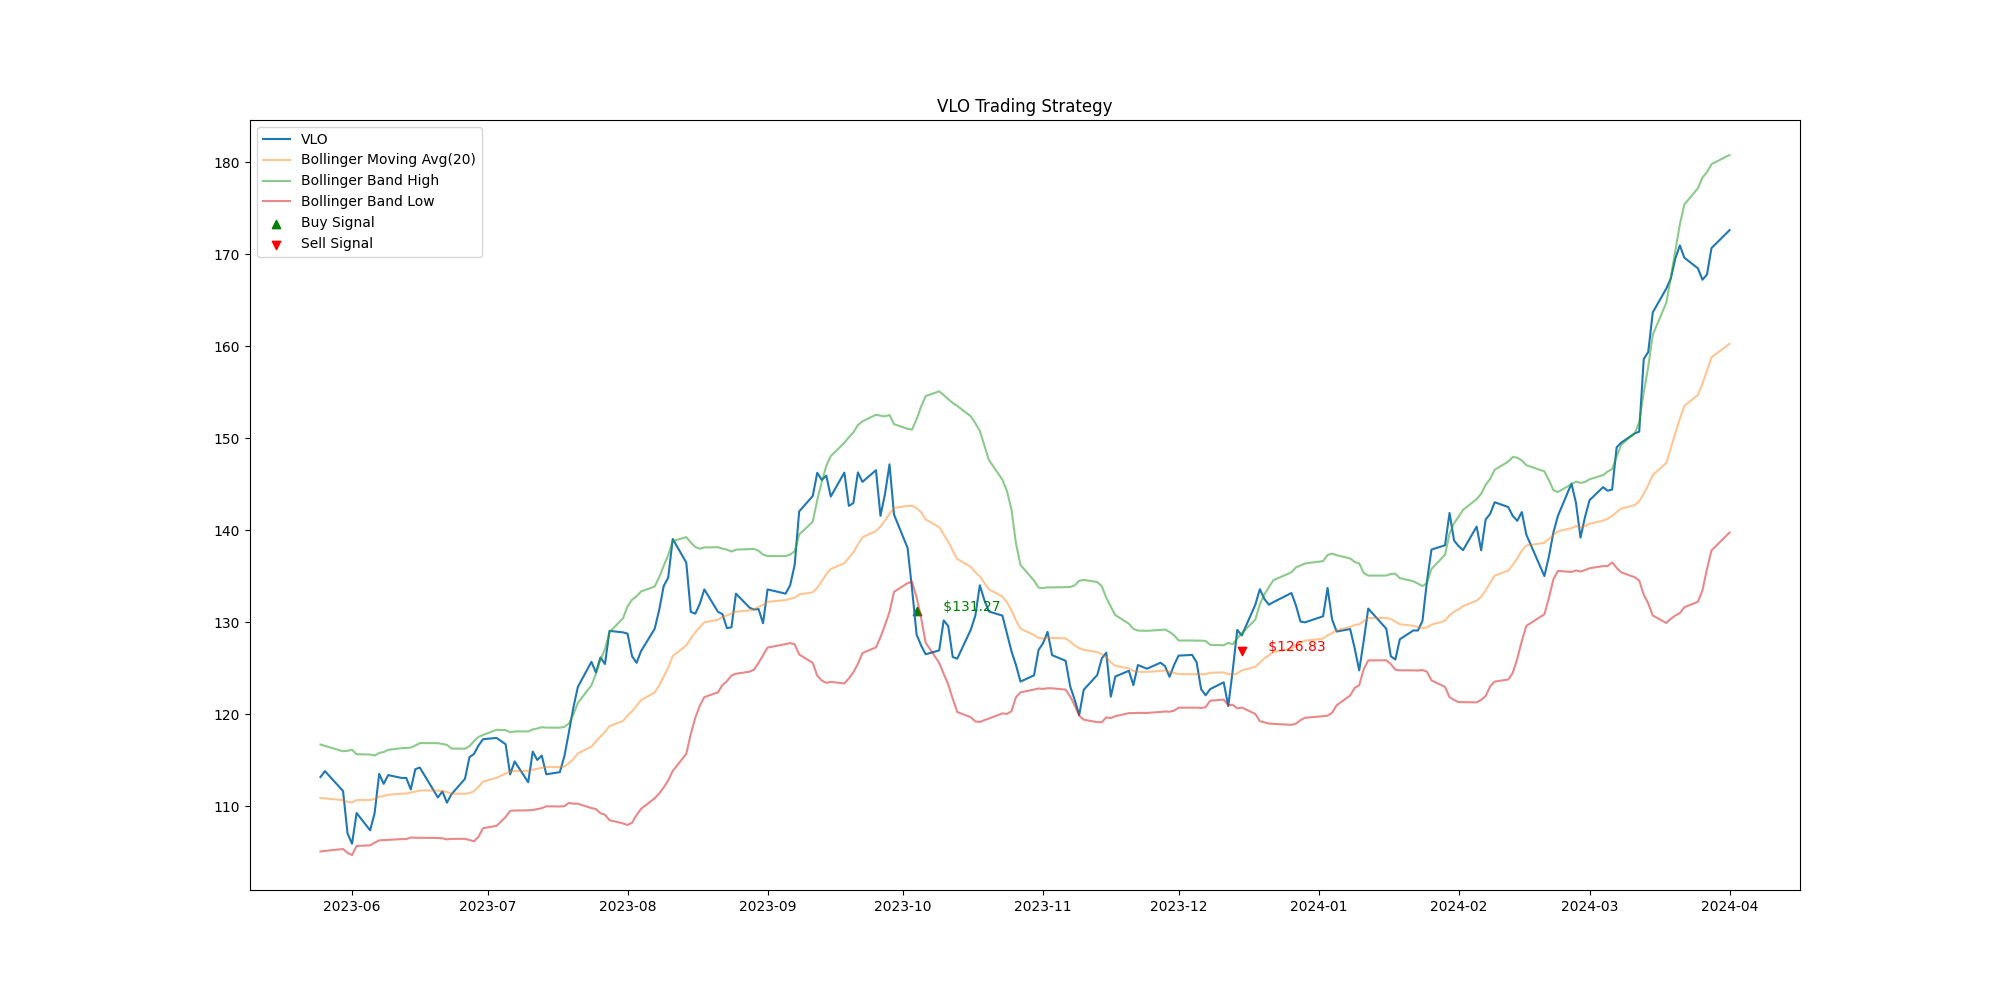 VLO Trading Strategy
VLO
Bollinger Moving Avg(20)
Bollinger Band High
Bollinger Band Low
Buy Signal
Sell Signal
180
170
160
150
140
130
120
110
$131.27
$126.83
2023-06 2023-07 2023-08 2023-09 2023-10 2023-11 2023-12 2024-01 2024-02 2024-03 2024-04